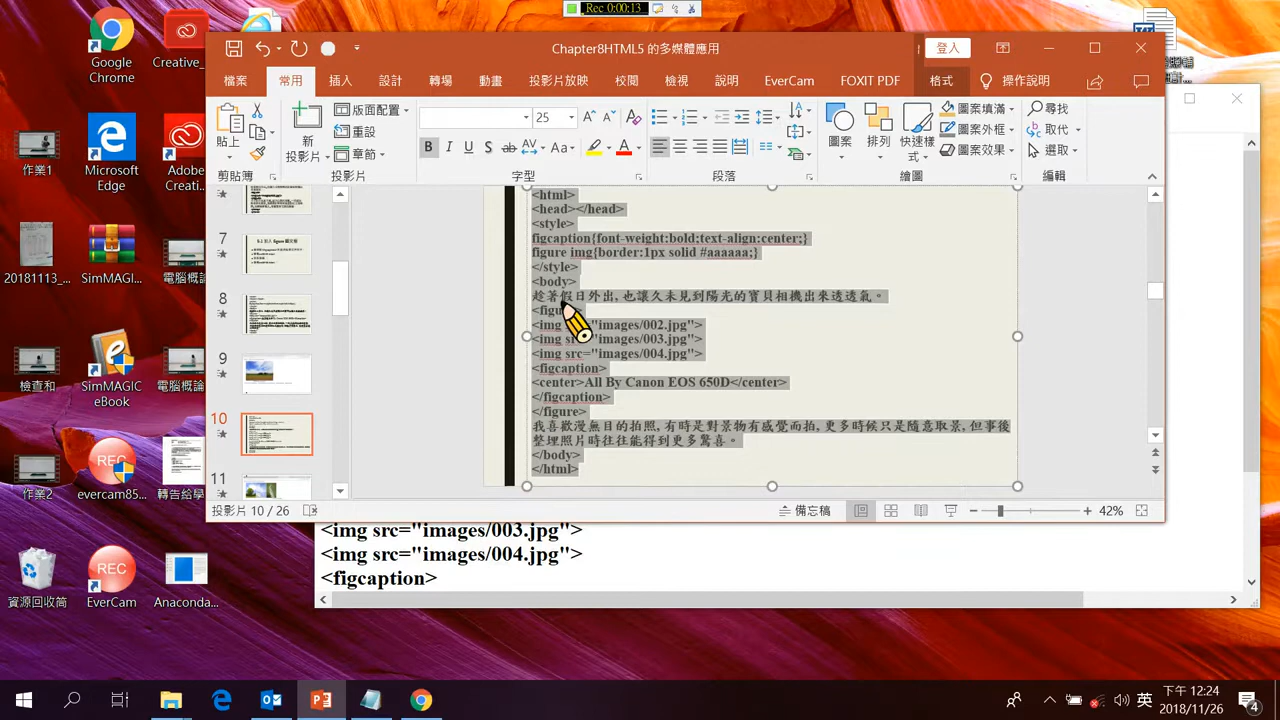 Rec 0:00:13
Google Chrome
Creative_
Microsoft Edge
Adobe Creati...
作業1
20181113_
SimMAGI...
電腦概論
檢查和
SimMAGIC eBook
電腦概論
作業2
evercam85...
轉告給學
資源回收筒
EverCam
Anaconda...
Chapter8HTML5 的多媒體應用
登入
檔案
常用
插入
設計
轉場
動畫
投影片放映
校閱
檢視
說明
EverCam
FOXIT PDF
格式
操作說明
貼上
剪貼簿
新投影片
版面配置
重設
章節
投影片
25
B I U S abc AV Aa
A
字型
段落
圖案
排列
快速樣式
圖案填滿
圖案外框
圖案效果
繪圖
尋找
取代
選取
編輯
7
8
9
10
11
<html>
<head></head>
<style>
figcaption{font-weight:bold;text-align:center;}
figure img{border:1px solid #aaaaaa;}
</style>
<body>
趁著假日外出,也讓久未見到陽光的寶貝相機出來透透氣。
<figu
<img "images/002.jpg">
<img src="images/003.jpg">
<img src="images/004.jpg">
<figcaption>
<center>All By Canon EOS 650D</center>
</figcaption>
</figure>
我喜歡漫無目的拍照,有時是對景物有感覺而拍,更多時候只是隨意取景,但事後
整理照片時往往能得到更多驚喜。
</body>
</html>
投影片 10 / 26
備忘稿
42%
<img src="images/003.jpg">
<img src="images/004.jpg">
<figcaption>
英
下午 12:24
2018/11/26
4